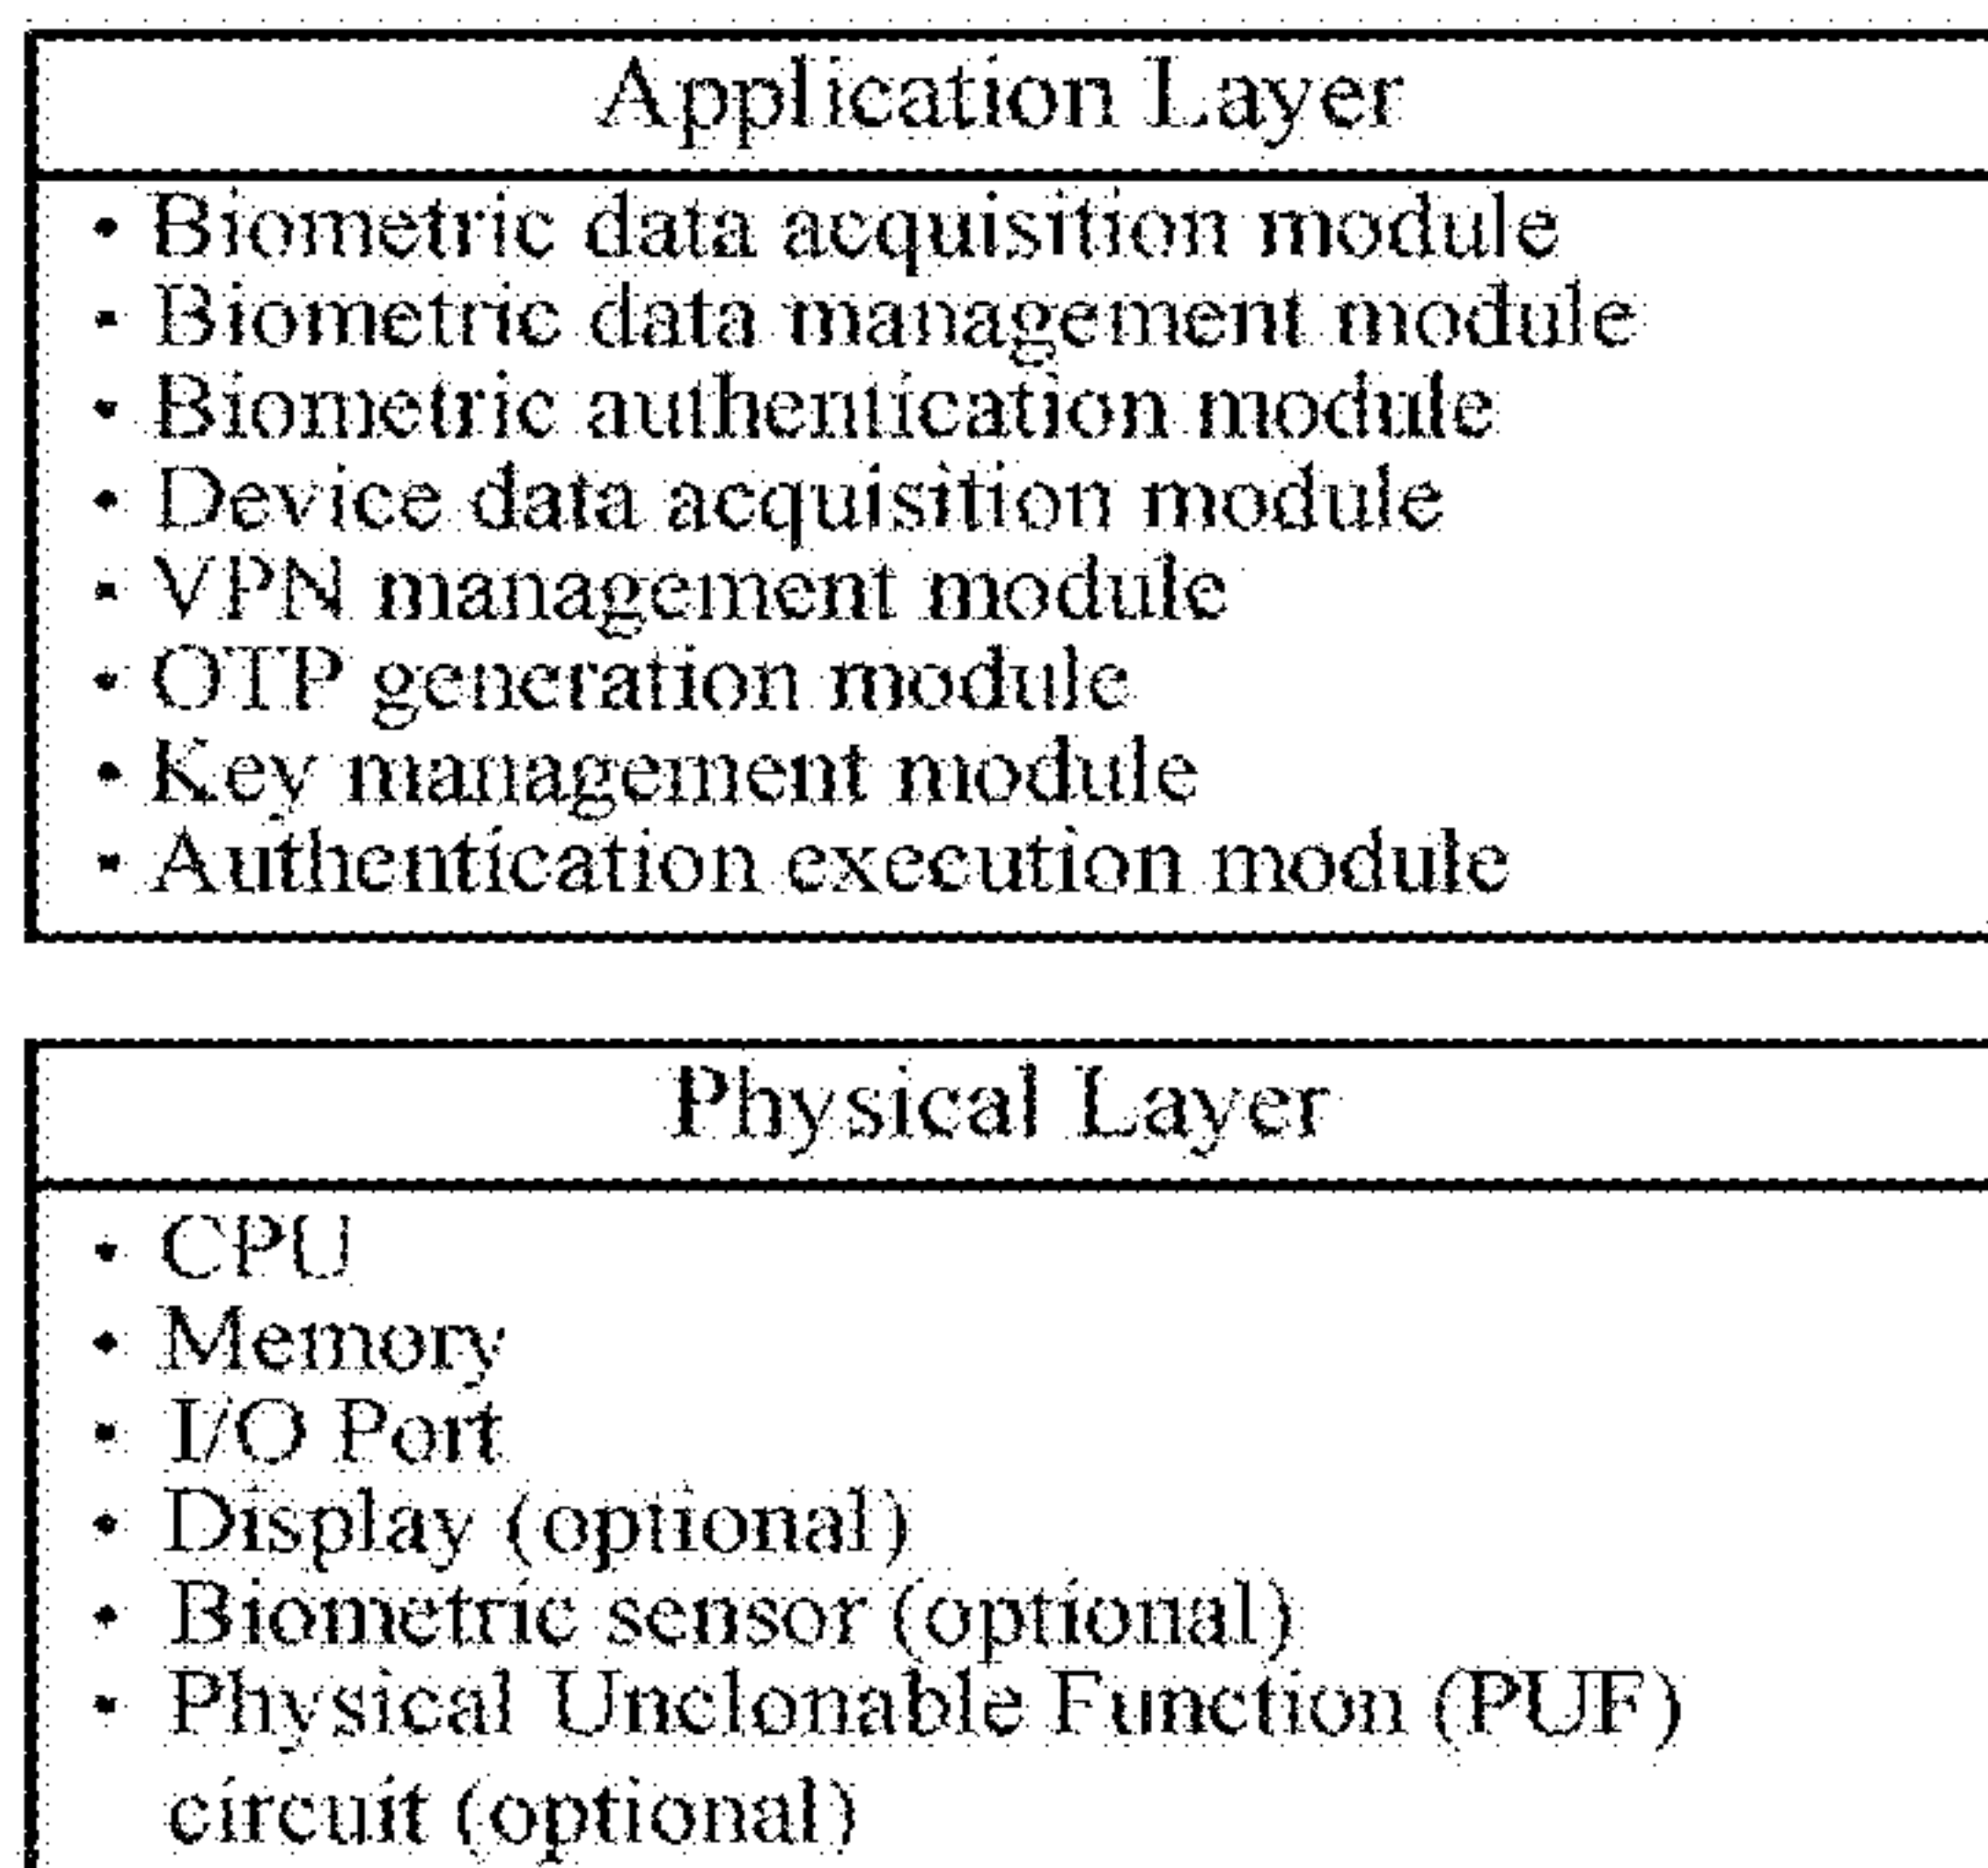 Application Layer
• Biometric data acquisition module
• Biometric data management module
• Biometric authentication module
• Device data acquisition module
• VPN management module
• OTP generation module
• Key management module
• Authentication execution module
Physical Layer
• CPU
• Memory
• I/O Port
• Display (optional)
• Biometric sensor (optional)
• Physical Unclonable Function (PUF)
circuit (optional)